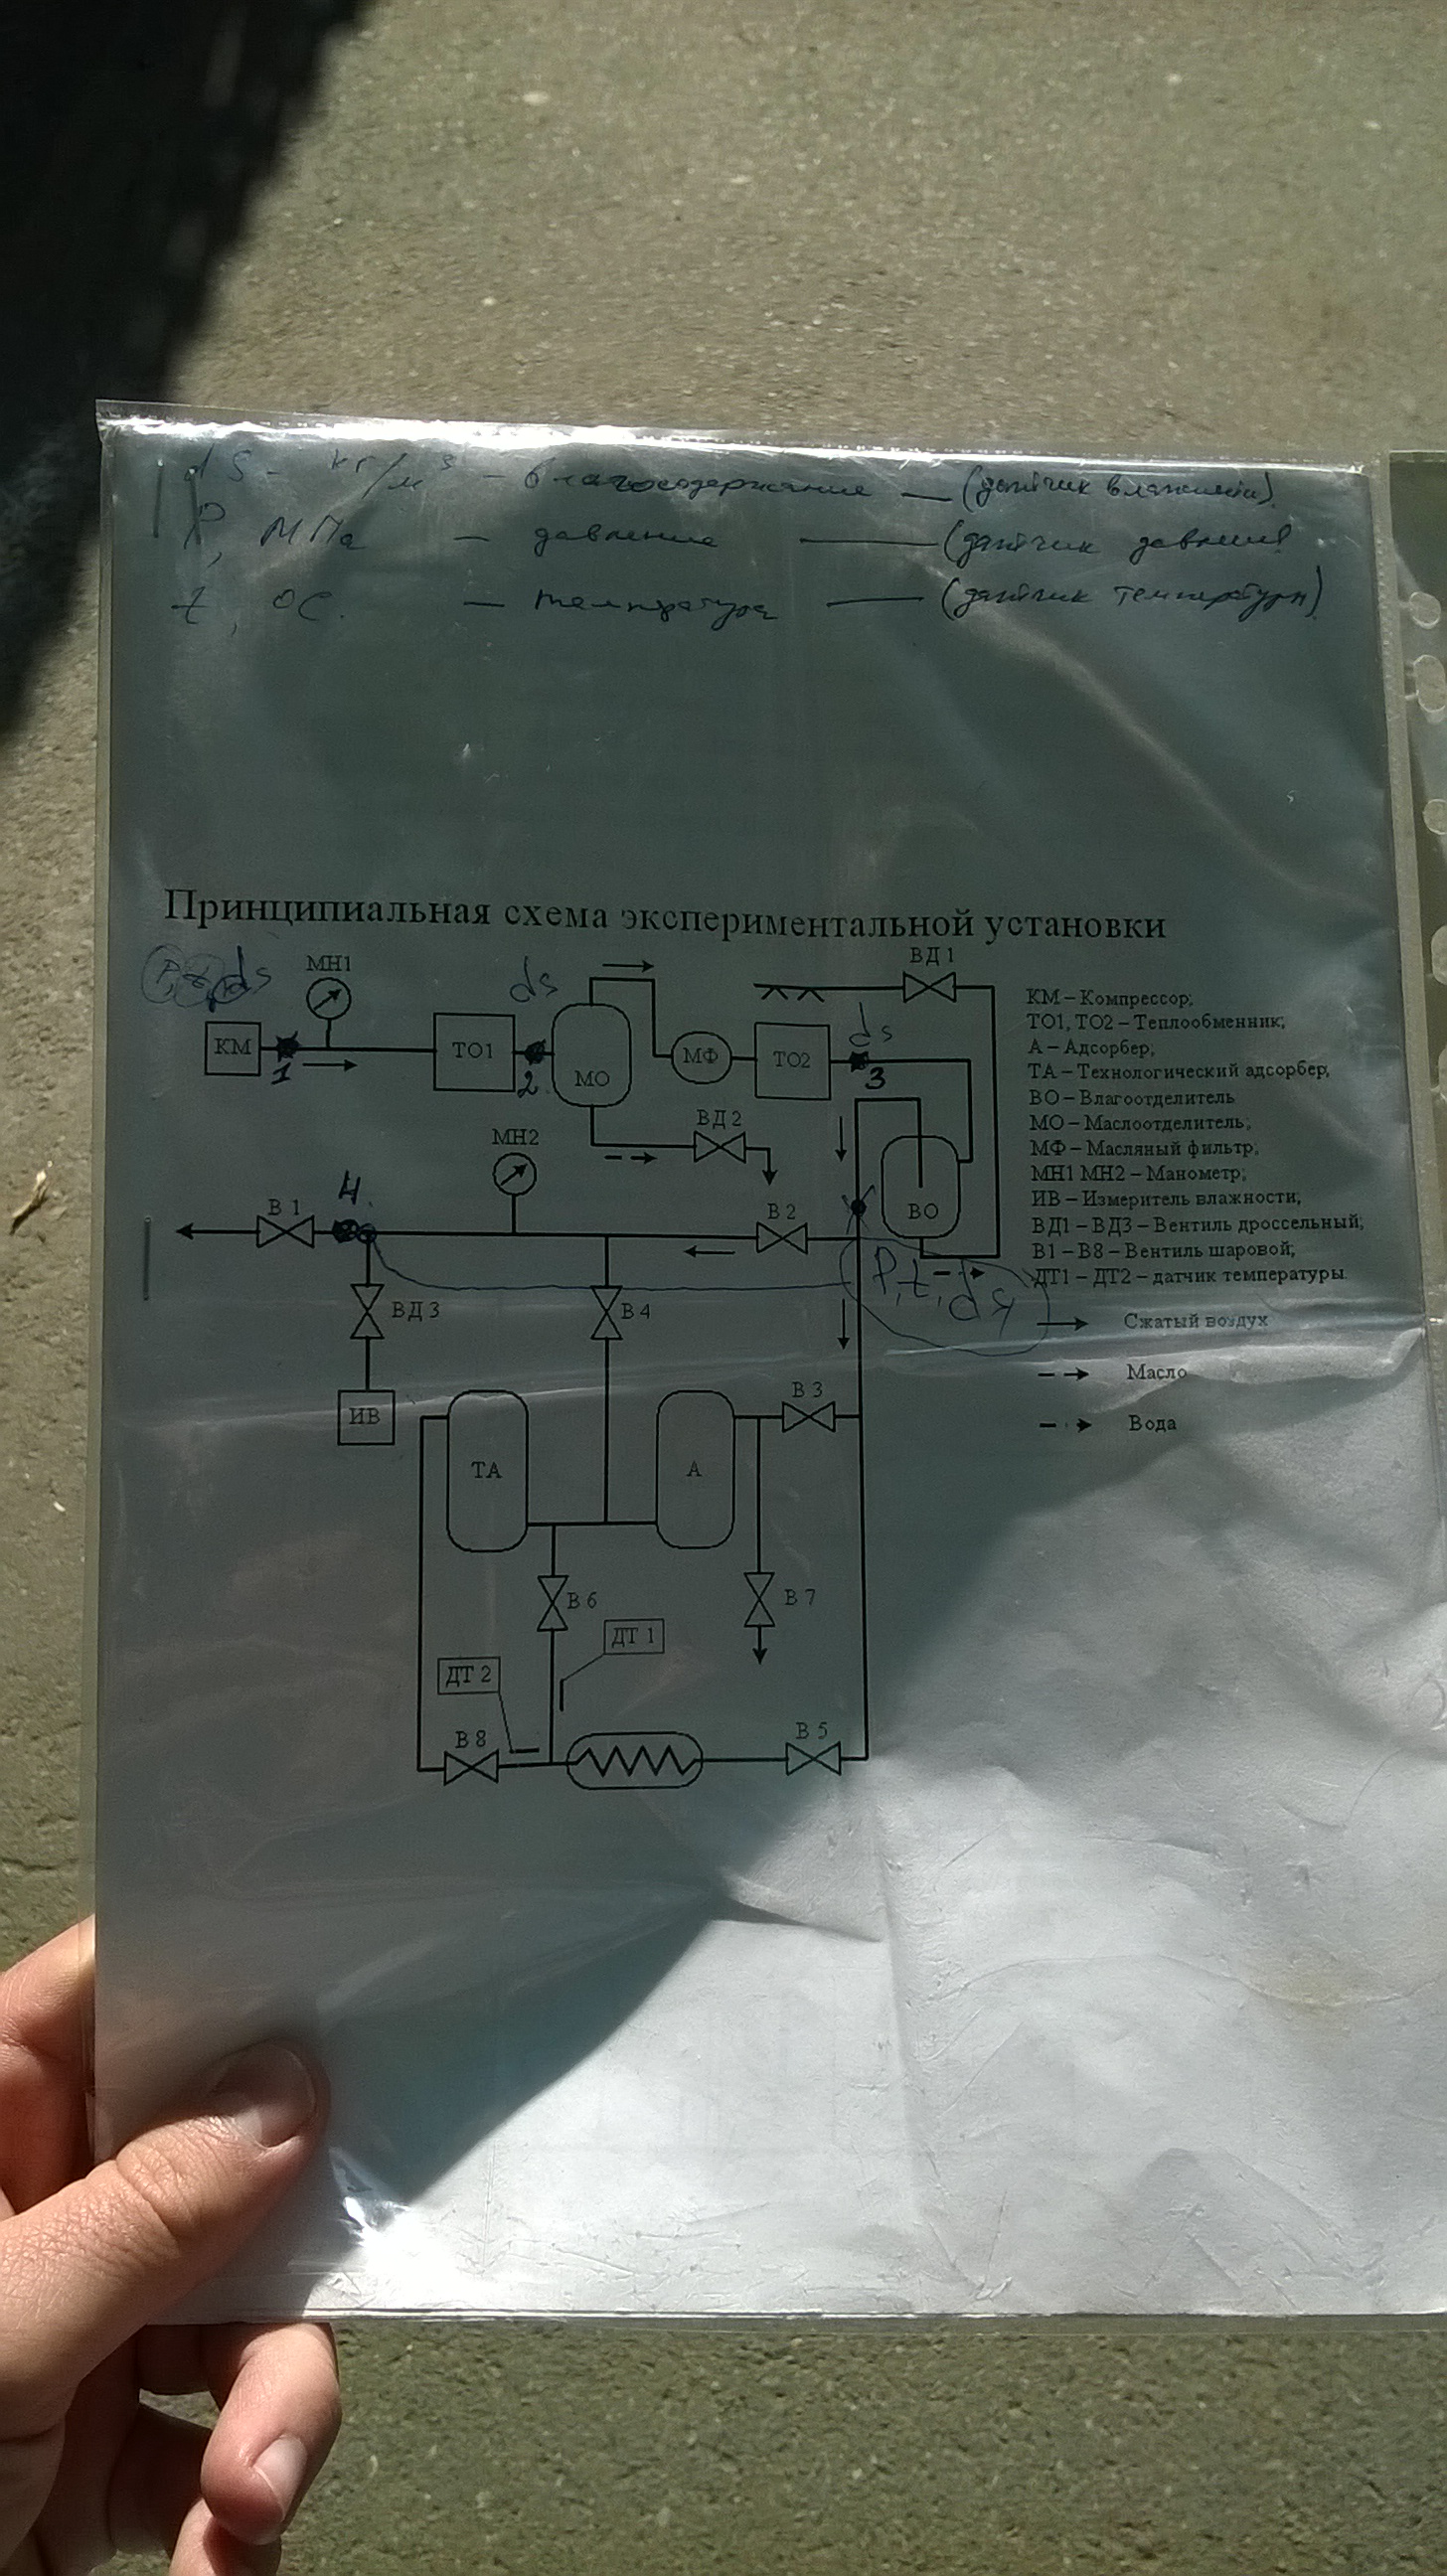 dS - кг/м³ - влагосодержание — (датчик влажности)
P, МПа — давление — (датчик давления)
t, ОС. — температура — (датчик температуры)
Принципиальная схема экспериментальной установки
ds
МН1
ds
ВД 1
КМ
1
ТО1
2
МО
МФ
ТО2
ds
3
КМ – Компрессор;
ТО1, ТО2 – Теплообменник;
А – Адсорбер;
ТА – Технологический адсорбер;
ВО – Влагоотделитель
МО – Маслоотделитель;
МФ – Масляный фильтр;
МН1 МН2 – Манометр;
ИВ – Измеритель влажности;
ВД1 – ВД3 – Вентиль дроссельный;
В1 – В8 – Вентиль шаровой;
ДТ1 – ДТ2 – датчик температуры.
Сжатый воздух
Масло
Вода
МН2
ВД 2
4
В 1
В 2
ВО
P, t, ds
ВД 3
В 4
ИВ
В 3
ТА
А
В 6
В 7
ДТ 1
ДТ 2
В 8
В 5